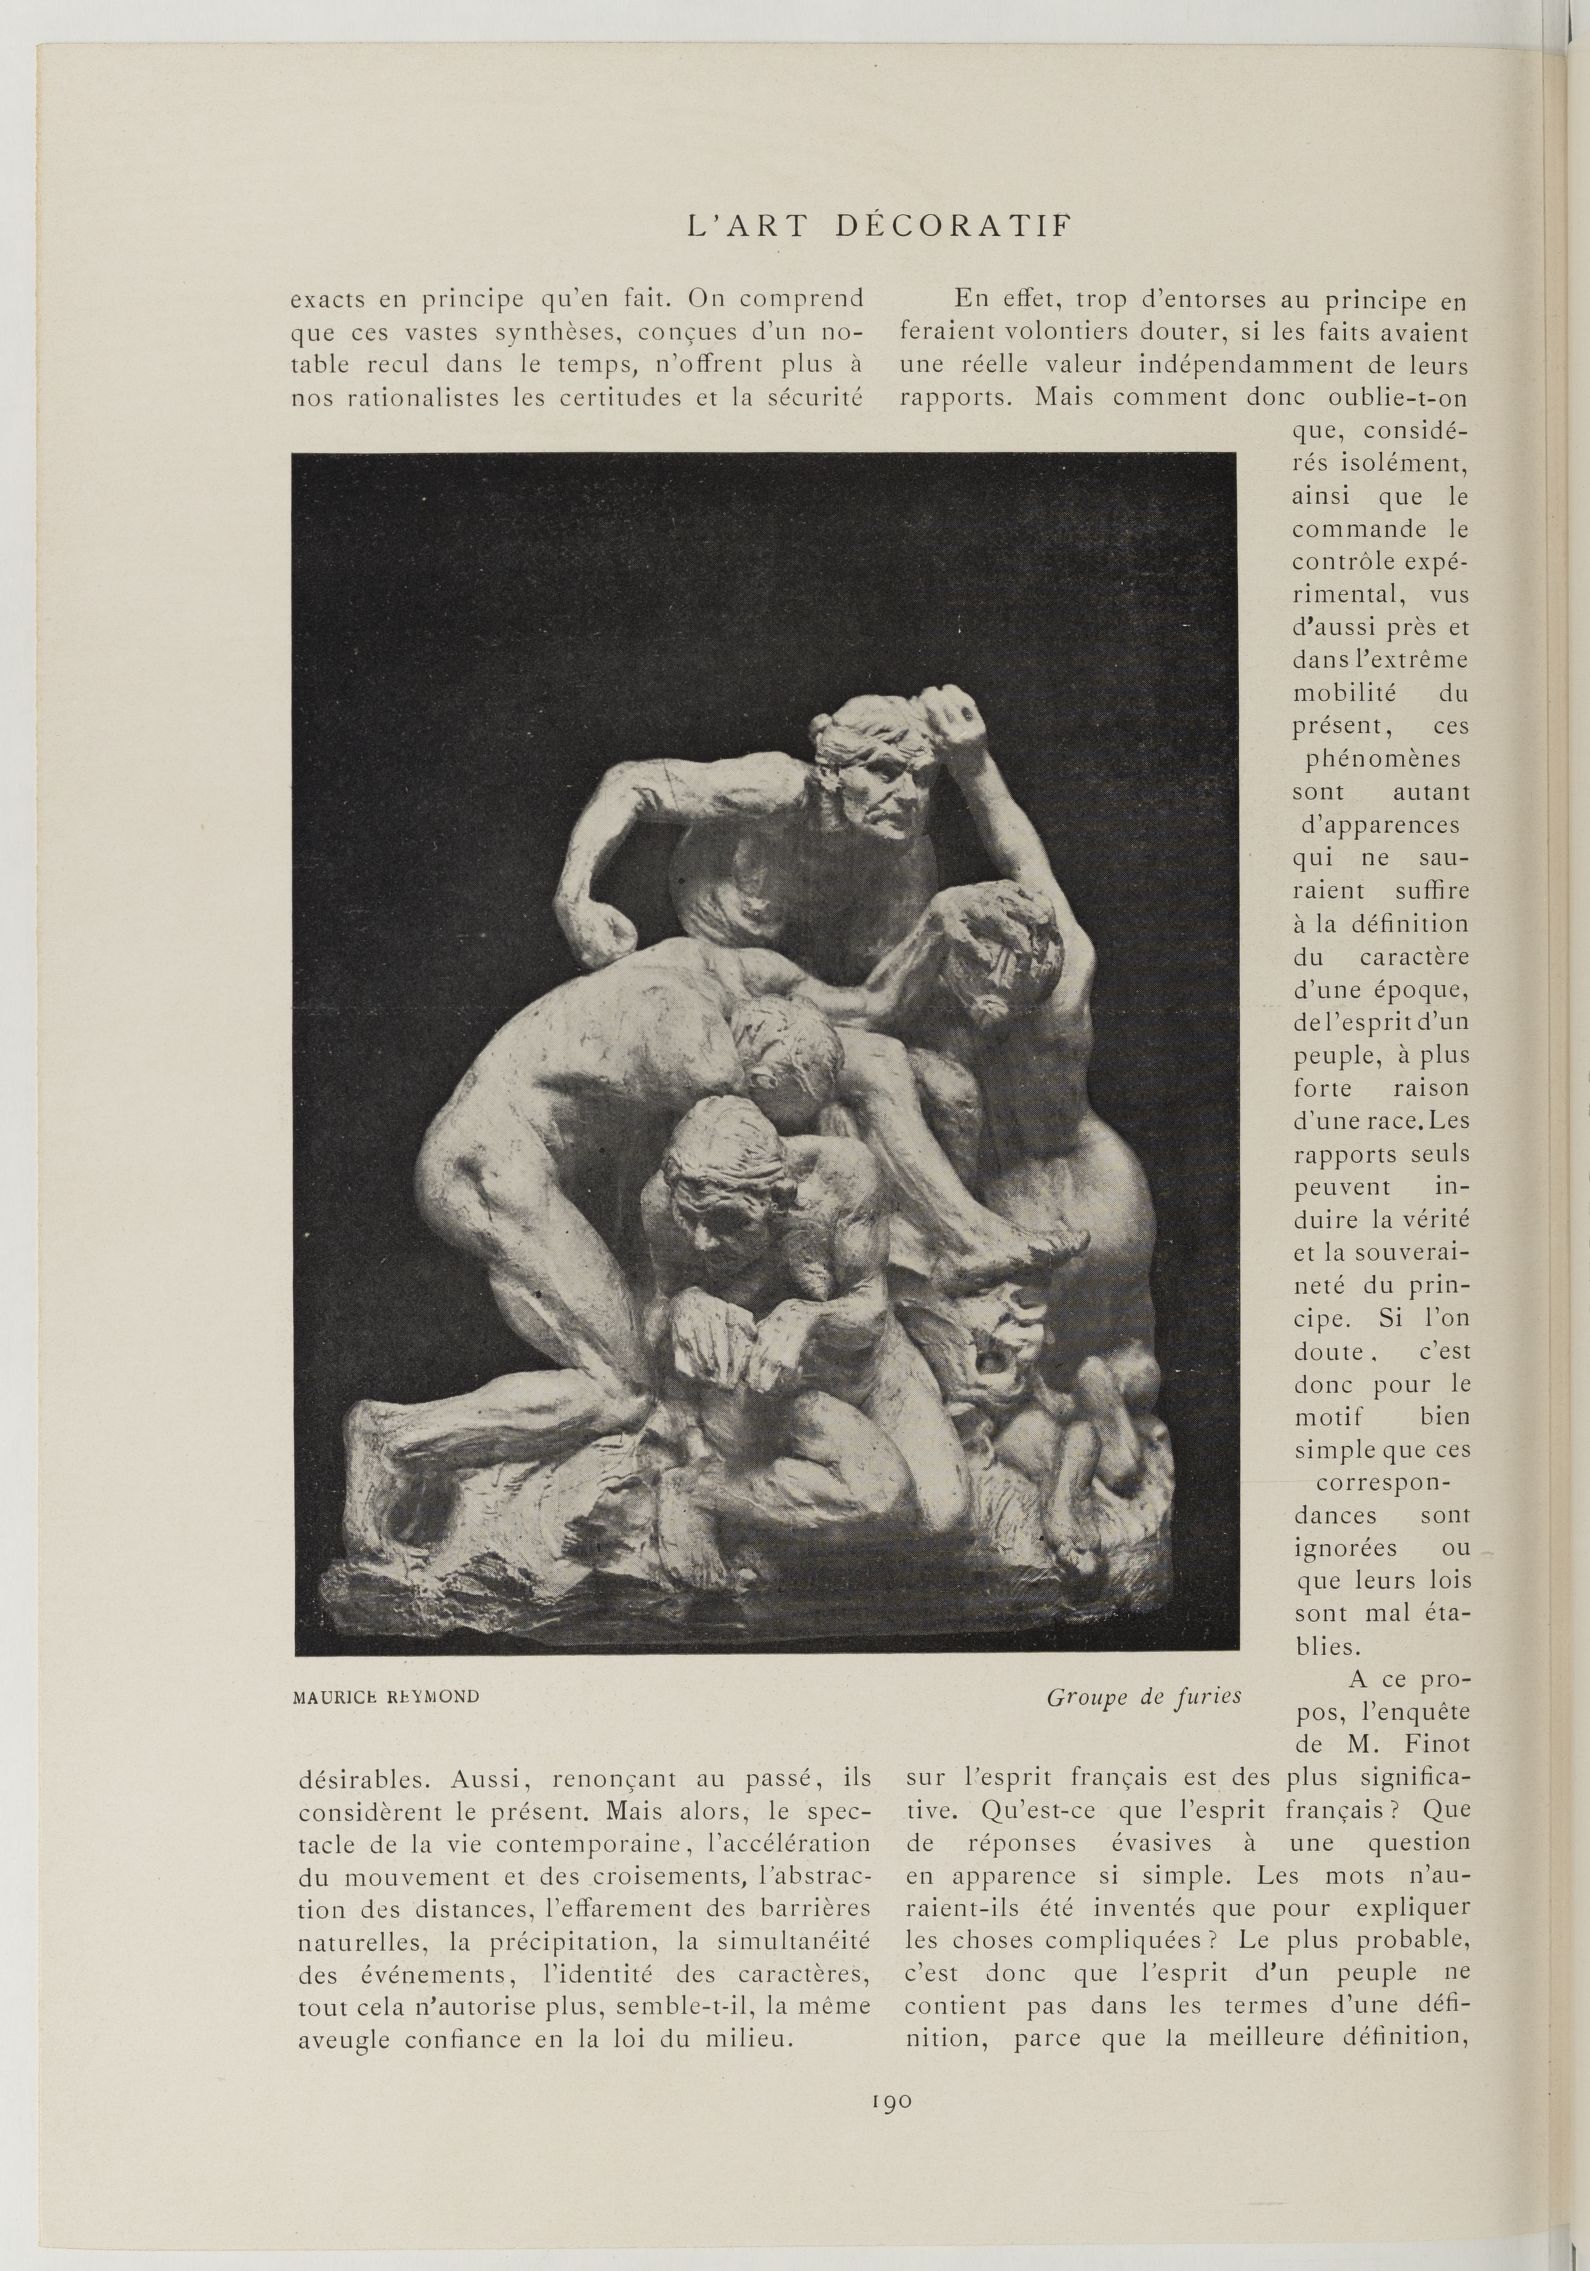 L'ART DÉCORATIF
exacts en principe qu'en fait. On comprend
que ces vastes synthèses, conçues d'un no-
table recul dans le temps, n'offrent plus à
nos rationalistes les certitudes et la sécurité
MAURICE REYMOND
Groupe de furies
désirables. Aussi, renonçant au passé, ils
considèrent le présent. Mais alors, le spec-
tacle de la vie contemporaine, l'accélération
du mouvement et des croisements, l'abstrac-
tion des distances, l'effarement des barrières
naturelles, la précipitation, la simultanéité
des événements, l'identité des caractères,
tout cela n'autorise plus, semble-t-il, la même
aveugle confiance en la loi du milieu.
En effet, trop d'entorses au principe en
feraient volontiers douter, si les faits avaient
une réelle valeur indépendamment de leurs
rapports. Mais comment donc oublie-t-on
que, considé-
rés isolément,
ainsi que le
commande le
contrôle expé-
rimental, vus
d'aussi près et
dans l'extrême
mobilité du
présent, ces
phénomènes
sont autant
d'apparences
qui ne sau-
raient suffire
à la définition
du caractère
d'une époque,
de l'esprit d'un
peuple, à plus
forte raison
d'une race. Les
rapports seuls
peuvent in-
duire la vérité
et la souverai-
neté du prin-
cipe. Si l'on
doute, c'est
donc pour le
motif bien
simple que ces
correspon-
dances sont
ignorées ou
que leurs lois
sont mal éta-
blies.
A ce pro-
pos, l'enquête
de M. Finot
sur l'esprit français est des plus significa-
tive. Qu'est-ce que l'esprit français ? Que
de réponses évasives à une question
en apparence si simple. Les mots n'au-
raient-ils été inventés que pour expliquer
les choses compliquées ? Le plus probable,
c'est donc que l'esprit d'un peuple ne
contient pas dans les termes d'une défi-
nition, parce que la meilleure définition,
190